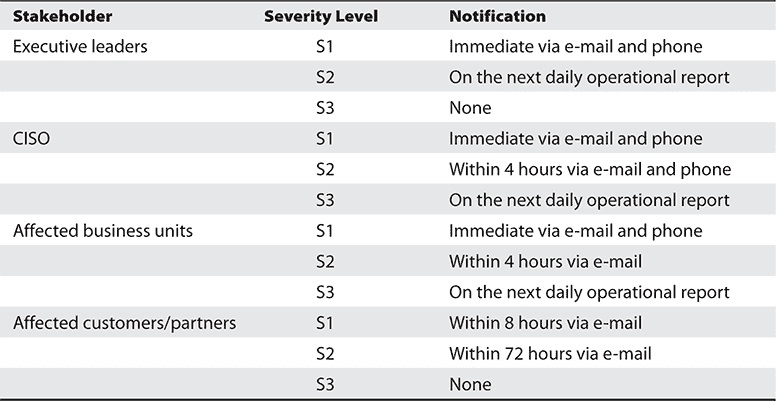 Stakeholder Severity Level Notification
Executive leaders S1 Immediate via e-mail and phone
S2 On the next daily operational report
S3 None
CISO S1 Immediate via e-mail and phone
S2 Within 4 hours via e-mail and phone
S3 On the next daily operational report
Affected business units S1 Immediate via e-mail and phone
S2 Within 4 hours via e-mail
S3 On the next daily operational report
Affected customers/partners S1 Within 8 hours via e-mail
S2 Within 72 hours via e-mail
S3 None